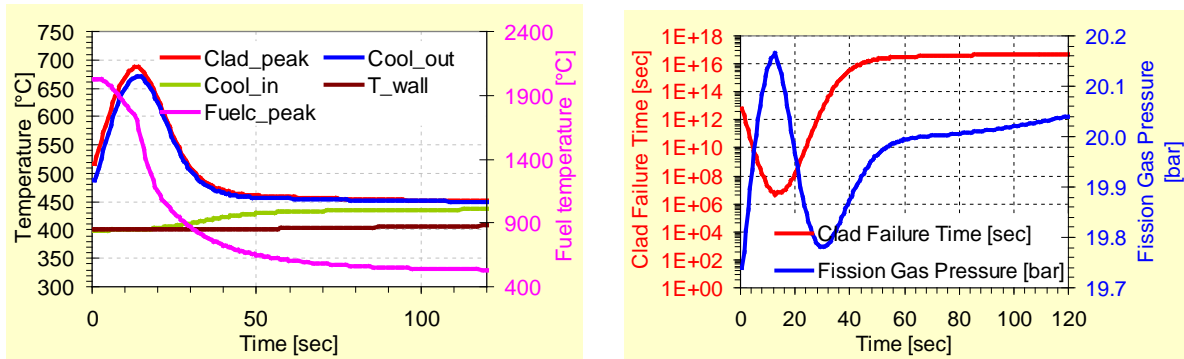 750
700
650
600
550
500
450
400
350
300
Temperature [°C]
Clad_peak
Cool_out
Cool_in
T_wall
Fuelc_peak
2400
1900
1400
900
400
Fuel temperature [°C]
0
50
100
Time [sec]
1E+18
1E+16
1E+14
1E+12
1E+10
1E+08
1E+06
1E+04
1E+02
1E+00
Clad Failure Time [sec]
Clad Failure Time [sec]
Fission Gas Pressure [bar]
20.2
20.1
20.0
19.9
19.8
19.7
Fission Gas Pressure
[bar]
0
20
40
60
80
100
120
Time [sec]